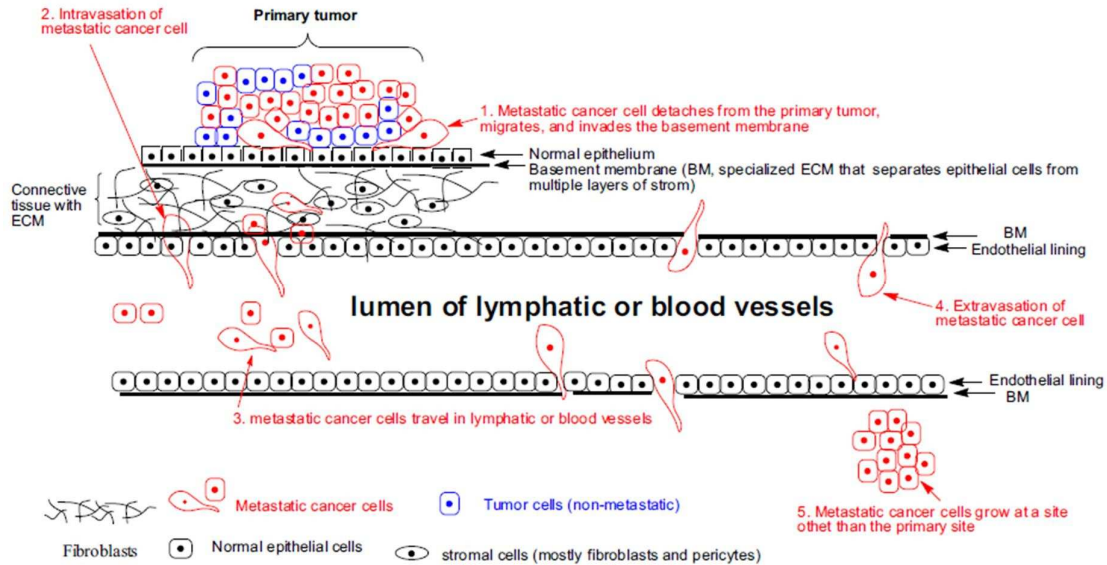 2. Intravasation of
metastatic cancer cell
Primary tumor
1. Metastatic cancer cell detaches from the primary tumor,
migrates, and invades the basement membrane
Normal epithelium
Basement membrane (BM, specialized ECM that separates epithelial cells from
multiple layers of strom)
Connective
tissue with
ECM
BM
Endothelial lining
lumen of lymphatic or blood vessels
4. Extravasation of
metastatic cancer cell
Endothelial lining
BM
3. metastatic cancer cells travel in lymphatic or blood vessels
5. Metastatic cancer cells grow at a site
othet than the primary site
Metastatic cancer cells
Tumor cells (non-metastatic)
Fibroblasts
Normal epithelial cells
stromal cells (mostly fibroblasts and pericytes)